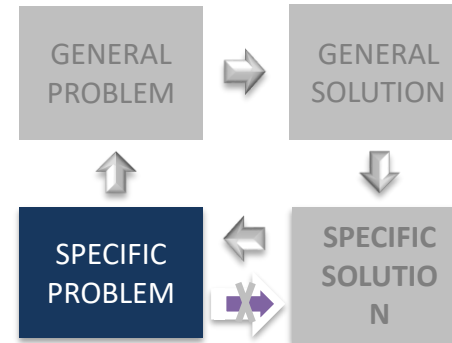 GENERAL
PROBLEM
GENERAL
SOLUTION
SPECIFIC
PROBLEM
SPECIFIC
SOLUTIO
N